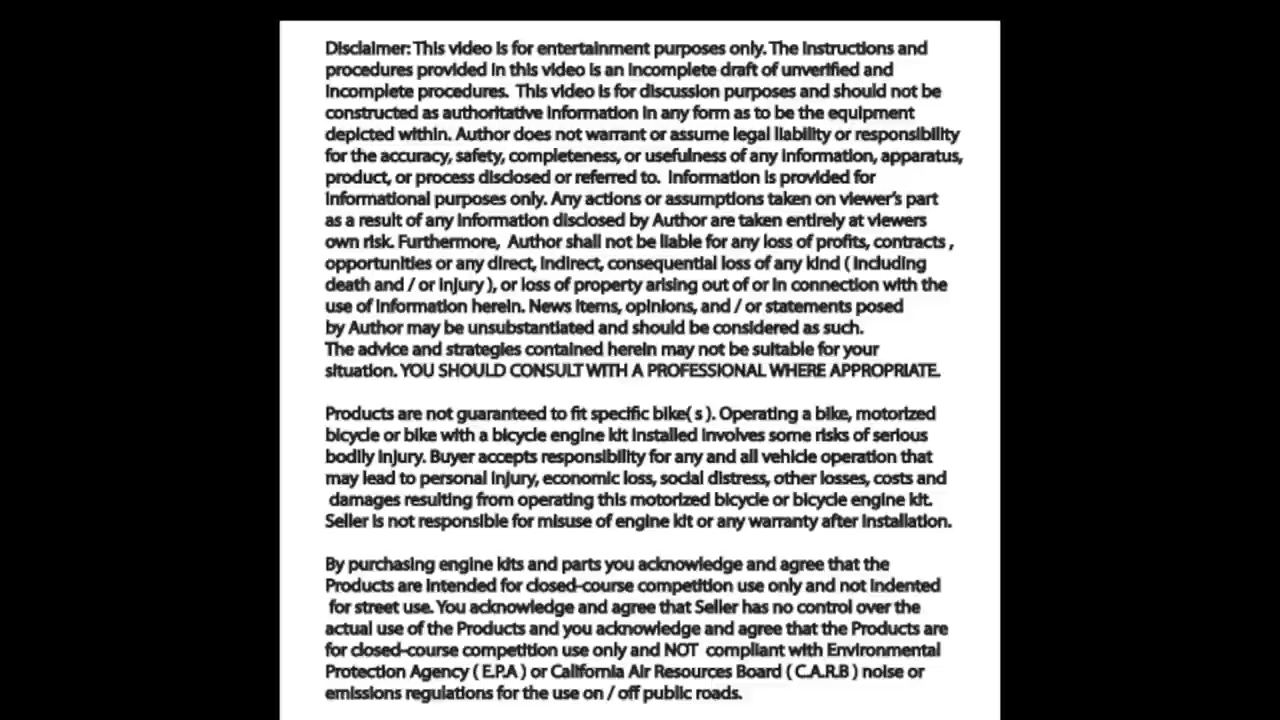 Disclaimer: This video is for entertainment purposes only. The instructions and
procedures provided in this video is an incomplete draft of unverified and
incomplete procedures. This video is for discussion purposes and should not be
constructed as authoritative information in any form as to be the equipment
depicted within. Author does not warrant or assume legal liability or responsibility
for the accuracy, safety, completeness, or usefulness of any information, apparatus,
product, or process disclosed or referred to. Information is provided for
informational purposes only. Any actions or assumptions taken on viewer's part
as a result of any information disclosed by Author are taken entirely at viewers
own risk. Furthermore, Author shall not be liable for any loss of profits, contracts ,
opportunities or any direct, indirect, consequential loss of any kind ( including
death and / or injury ), or loss of property arising out of or in connection with the
use of information herein. News items, opinions, and / or statements posed
by Author may be unsubstantiated and should be considered as such.
The advice and strategies contained herein may not be suitable for your
situation. YOU SHOULD CONSULT WITH A PROFESSIONAL WHERE APPROPRIATE.
Products are not guaranteed to fit specific bike( s ). Operating a bike, motorized
bicycle or bike with a bicycle engine kit installed involves some risks of serious
bodily injury. Buyer accepts responsibility for any and all vehicle operation that
may lead to personal injury, economic loss, social distress, other losses, costs and
damages resulting from operating this motorized bicycle or bicycle engine kit.
Seller is not responsible for misuse of engine kit or any warranty after installation.
By purchasing engine kits and parts you acknowledge and agree that the
Products are intended for closed-course competition use only and not indented
for street use. You acknowledge and agree that Seller has no control over the
actual use of the Products and you acknowledge and agree that the Products are
for closed-course competition use only and NOT compliant with Environmental
Protection Agency ( E.P.A ) or California Air Resources Board ( C.A.R.B ) noise or
emissions regulations for the use on / off public roads.